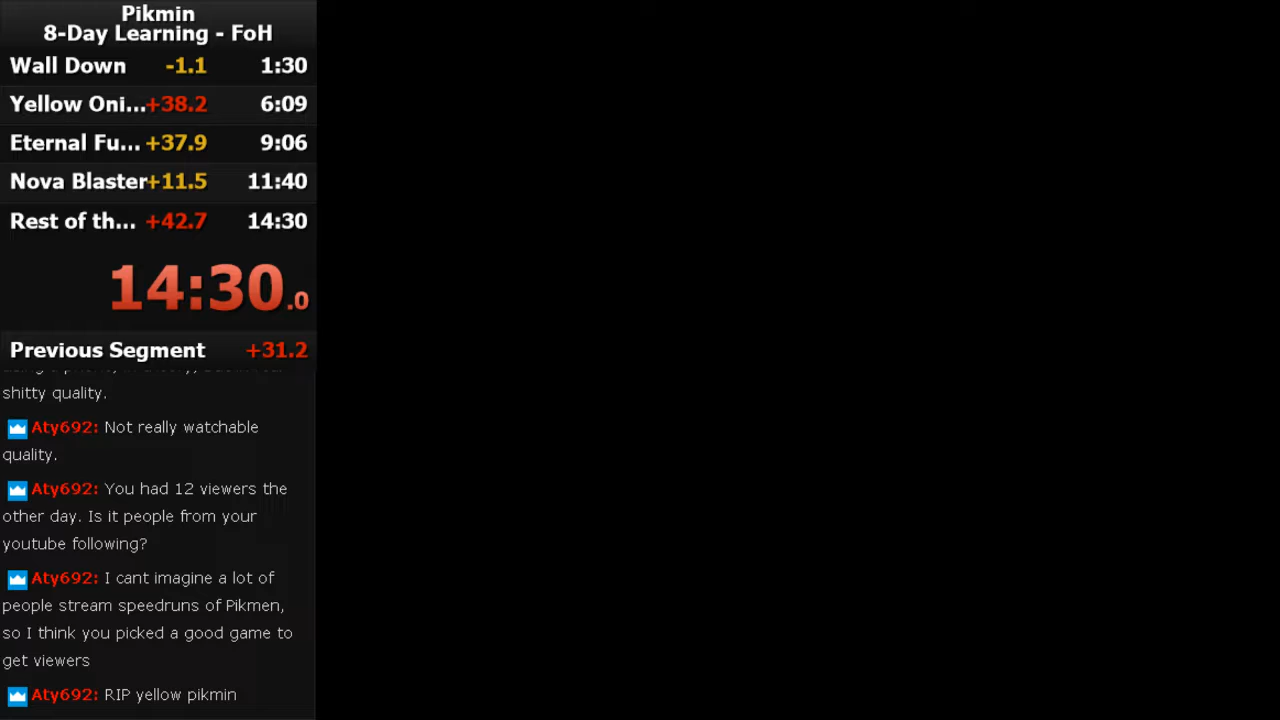 Pikmin
8-Day Learning - FoH
Wall Down -1.1 1:30
Yellow Oni... +38.2 6:09
Eternal Fu... +37.9 9:06
Nova Blaster +11.5 11:40
Rest of th... +42.7 14:30
14:30.0
Previous Segment +31.2
shitty quality.
Aty692: Not really watchable
quality.
Aty692: You had 12 viewers the
other day. Is it people from your
youtube following?
Aty692: I cant imagine a lot of
people stream speedruns of Pikmen,
so I think you picked a good game to
get viewers
Aty692: RIP yellow pikmin